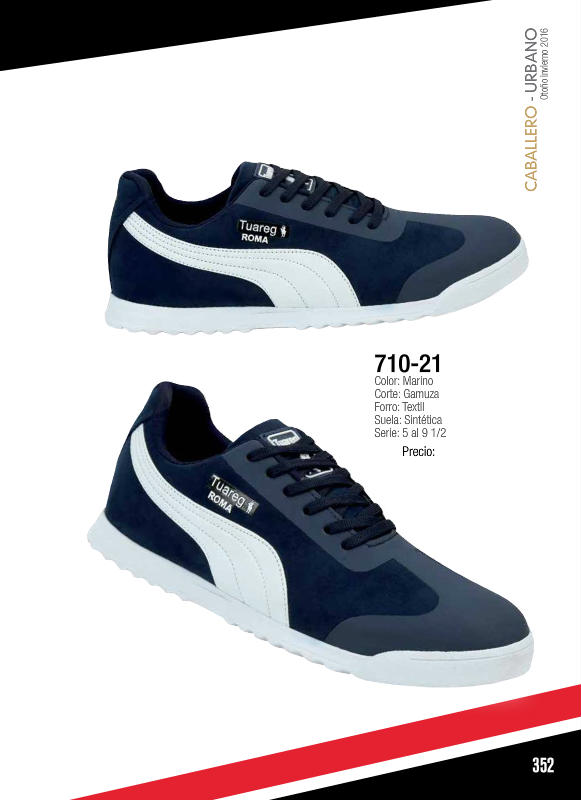 CABALLERO - URBANO
Otoño Invierno 2016
Tuareg
ROMA
710-21
Color: Marino
Corte: Gamuza
Forro: Textil
Suela: Sintética
Serie: 5 al 9 1/2
Precio:
Tuareg
Tuareg
ROMA
352